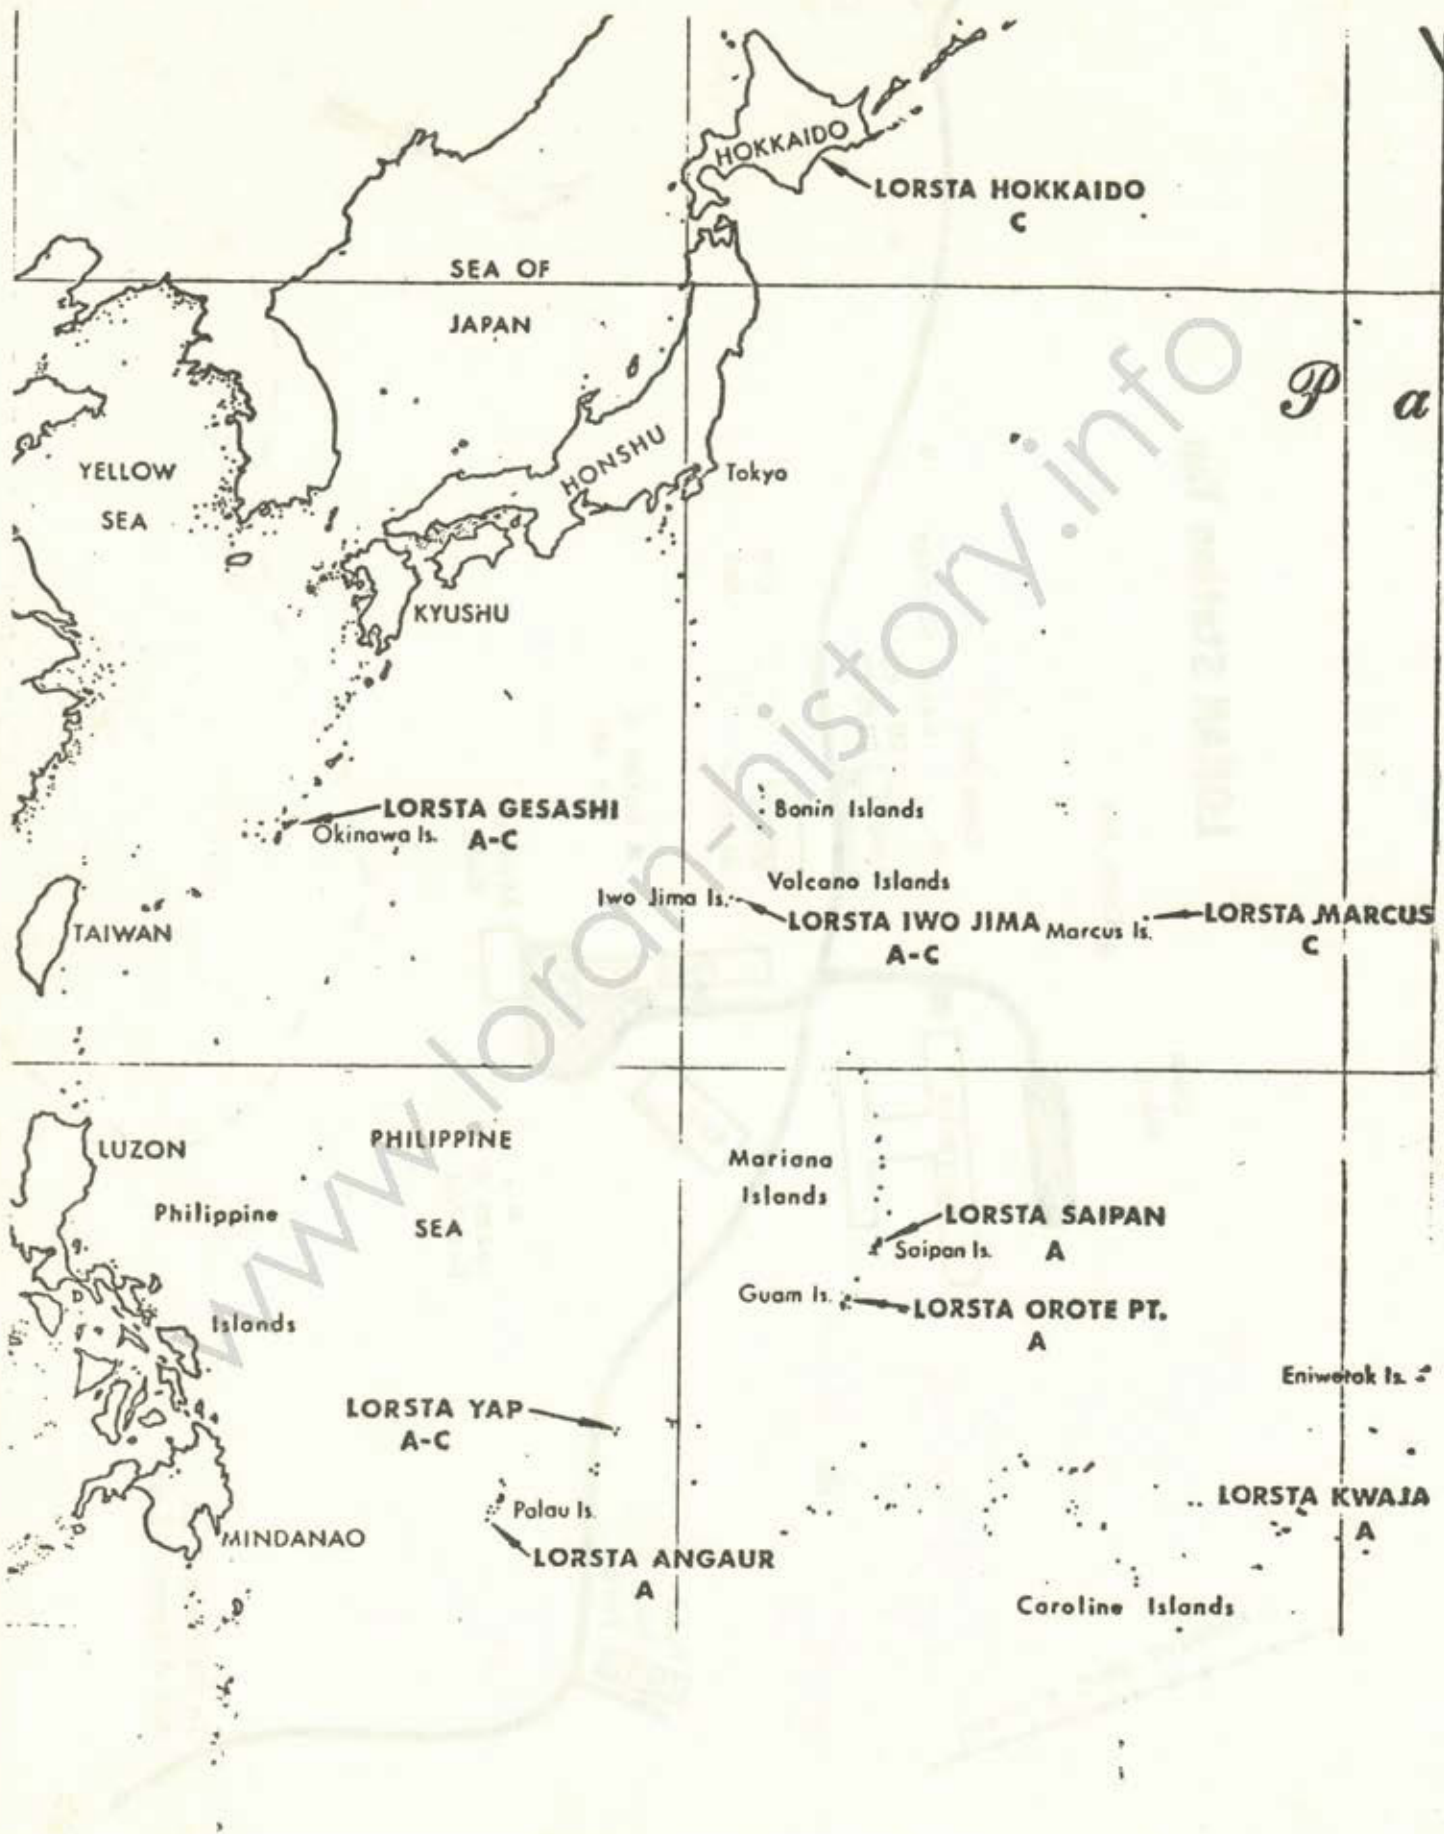 HOKKAIDO
LORSTA HOKKAIDO
C
SEA OF
JAPAN
P a
YELLOW
SEA
HONSHU
Tokyo
KYUSHU
LORSTA GESASHI
Okinawa Is. A-C
Bonin Islands
Volcano Islands
Iwo Jima Is.
LORSTA IWO JIMA
A-C
Marcus Is.
LORSTA MARCUS
C
TAIWAN
LUZON
PHILIPPINE
SEA
Philippine
Islands
Mariana
Islands
LORSTA SAIPAN
Saipan Is. A
Guam Is.
LORSTA OROTE PT.
A
Eniwetok Is.
LORSTA YAP
A-C
Palau Is.
LORSTA KWAJA
A
MINDANAO
LORSTA ANGAUR
A
Caroline Islands
www.loran-history.info